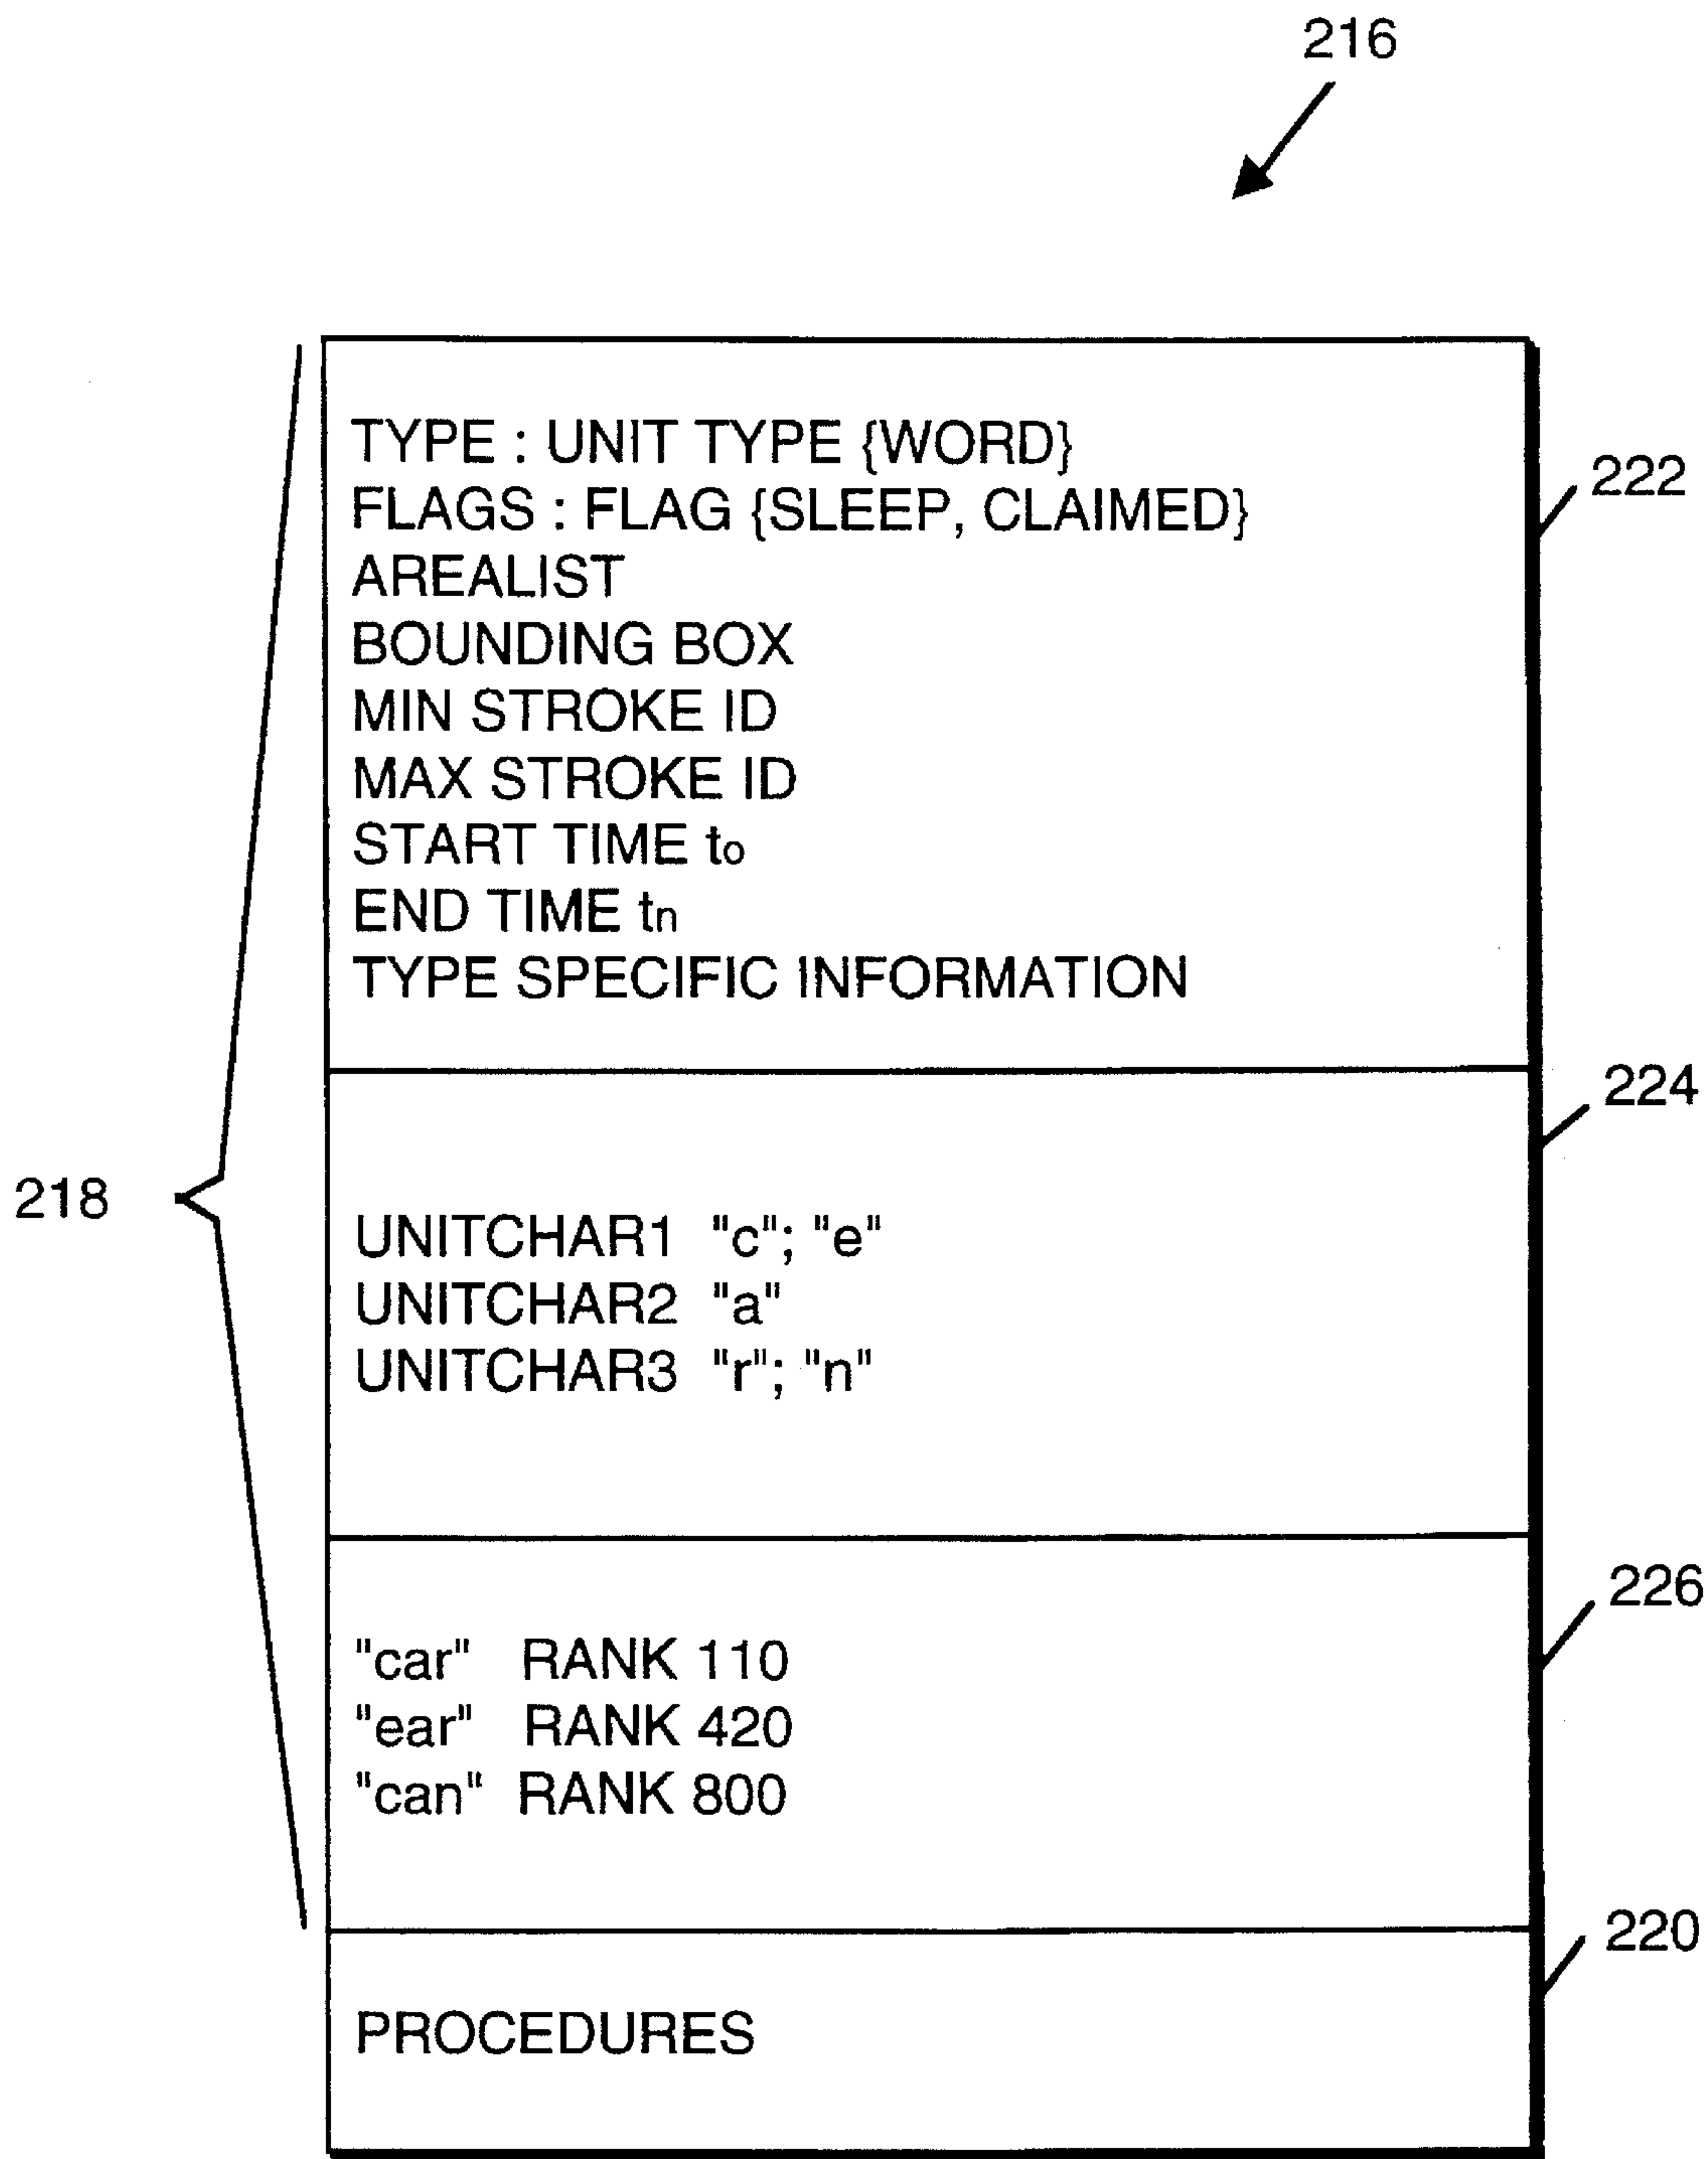 216
TYPE : UNIT TYPE {WORD}
FLAGS : FLAG {SLEEP, CLAIMED}
AREALIST
BOUNDING BOX
MIN STROKE ID
MAX STROKE ID
START TIME to
END TIME tn
TYPE SPECIFIC INFORMATION
222
224
218
UNITCHAR1 "c"; "e"
UNITCHAR2 "a"
UNITCHAR3 "r"; "n"
226
"car" RANK 110
"ear" RANK 420
"can" RANK 800
220
PROCEDURES